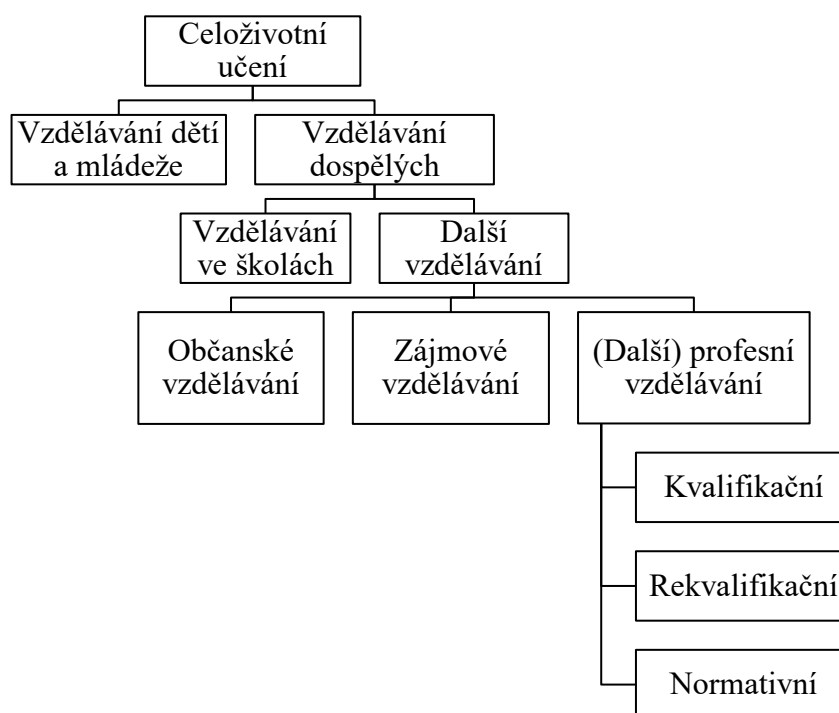 Celoživotní
učení
Vzdělávání dětí
a mládeže
Vzdělávání
dospělých
Vzdělávání
ve školách
Další
vzdělávání
Občanské
vzdělávání
Zájmové
vzdělávání
(Další) profesní
vzdělávání
Kvalifikační
Rekvalifikační
Normativní